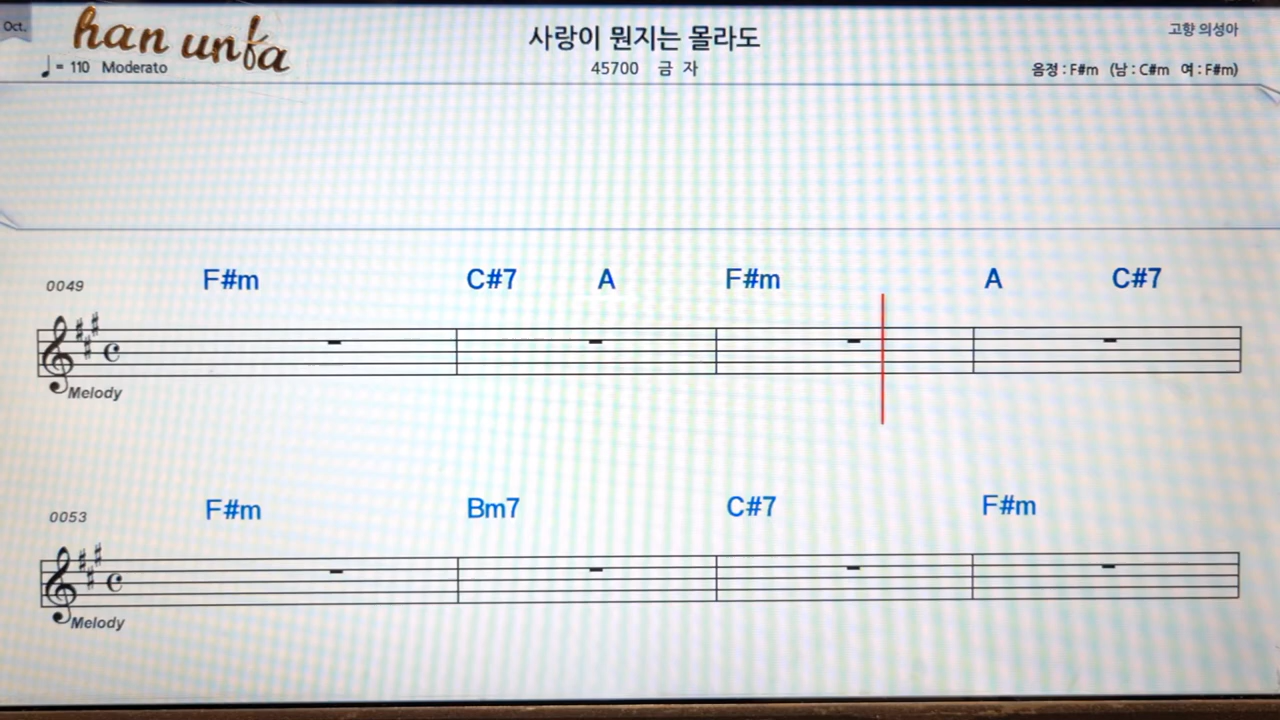 Oct.
han unfa
사랑이 뭔지는 몰라도
고향 의성아
♩= 110 Moderato
45700 금 자
음정 : F#m (남 : C#m 여 : F#m)
0049 F#m C#7 A F#m A C#7
Melody
0053 F#m Bm7 C#7 F#m
Melody